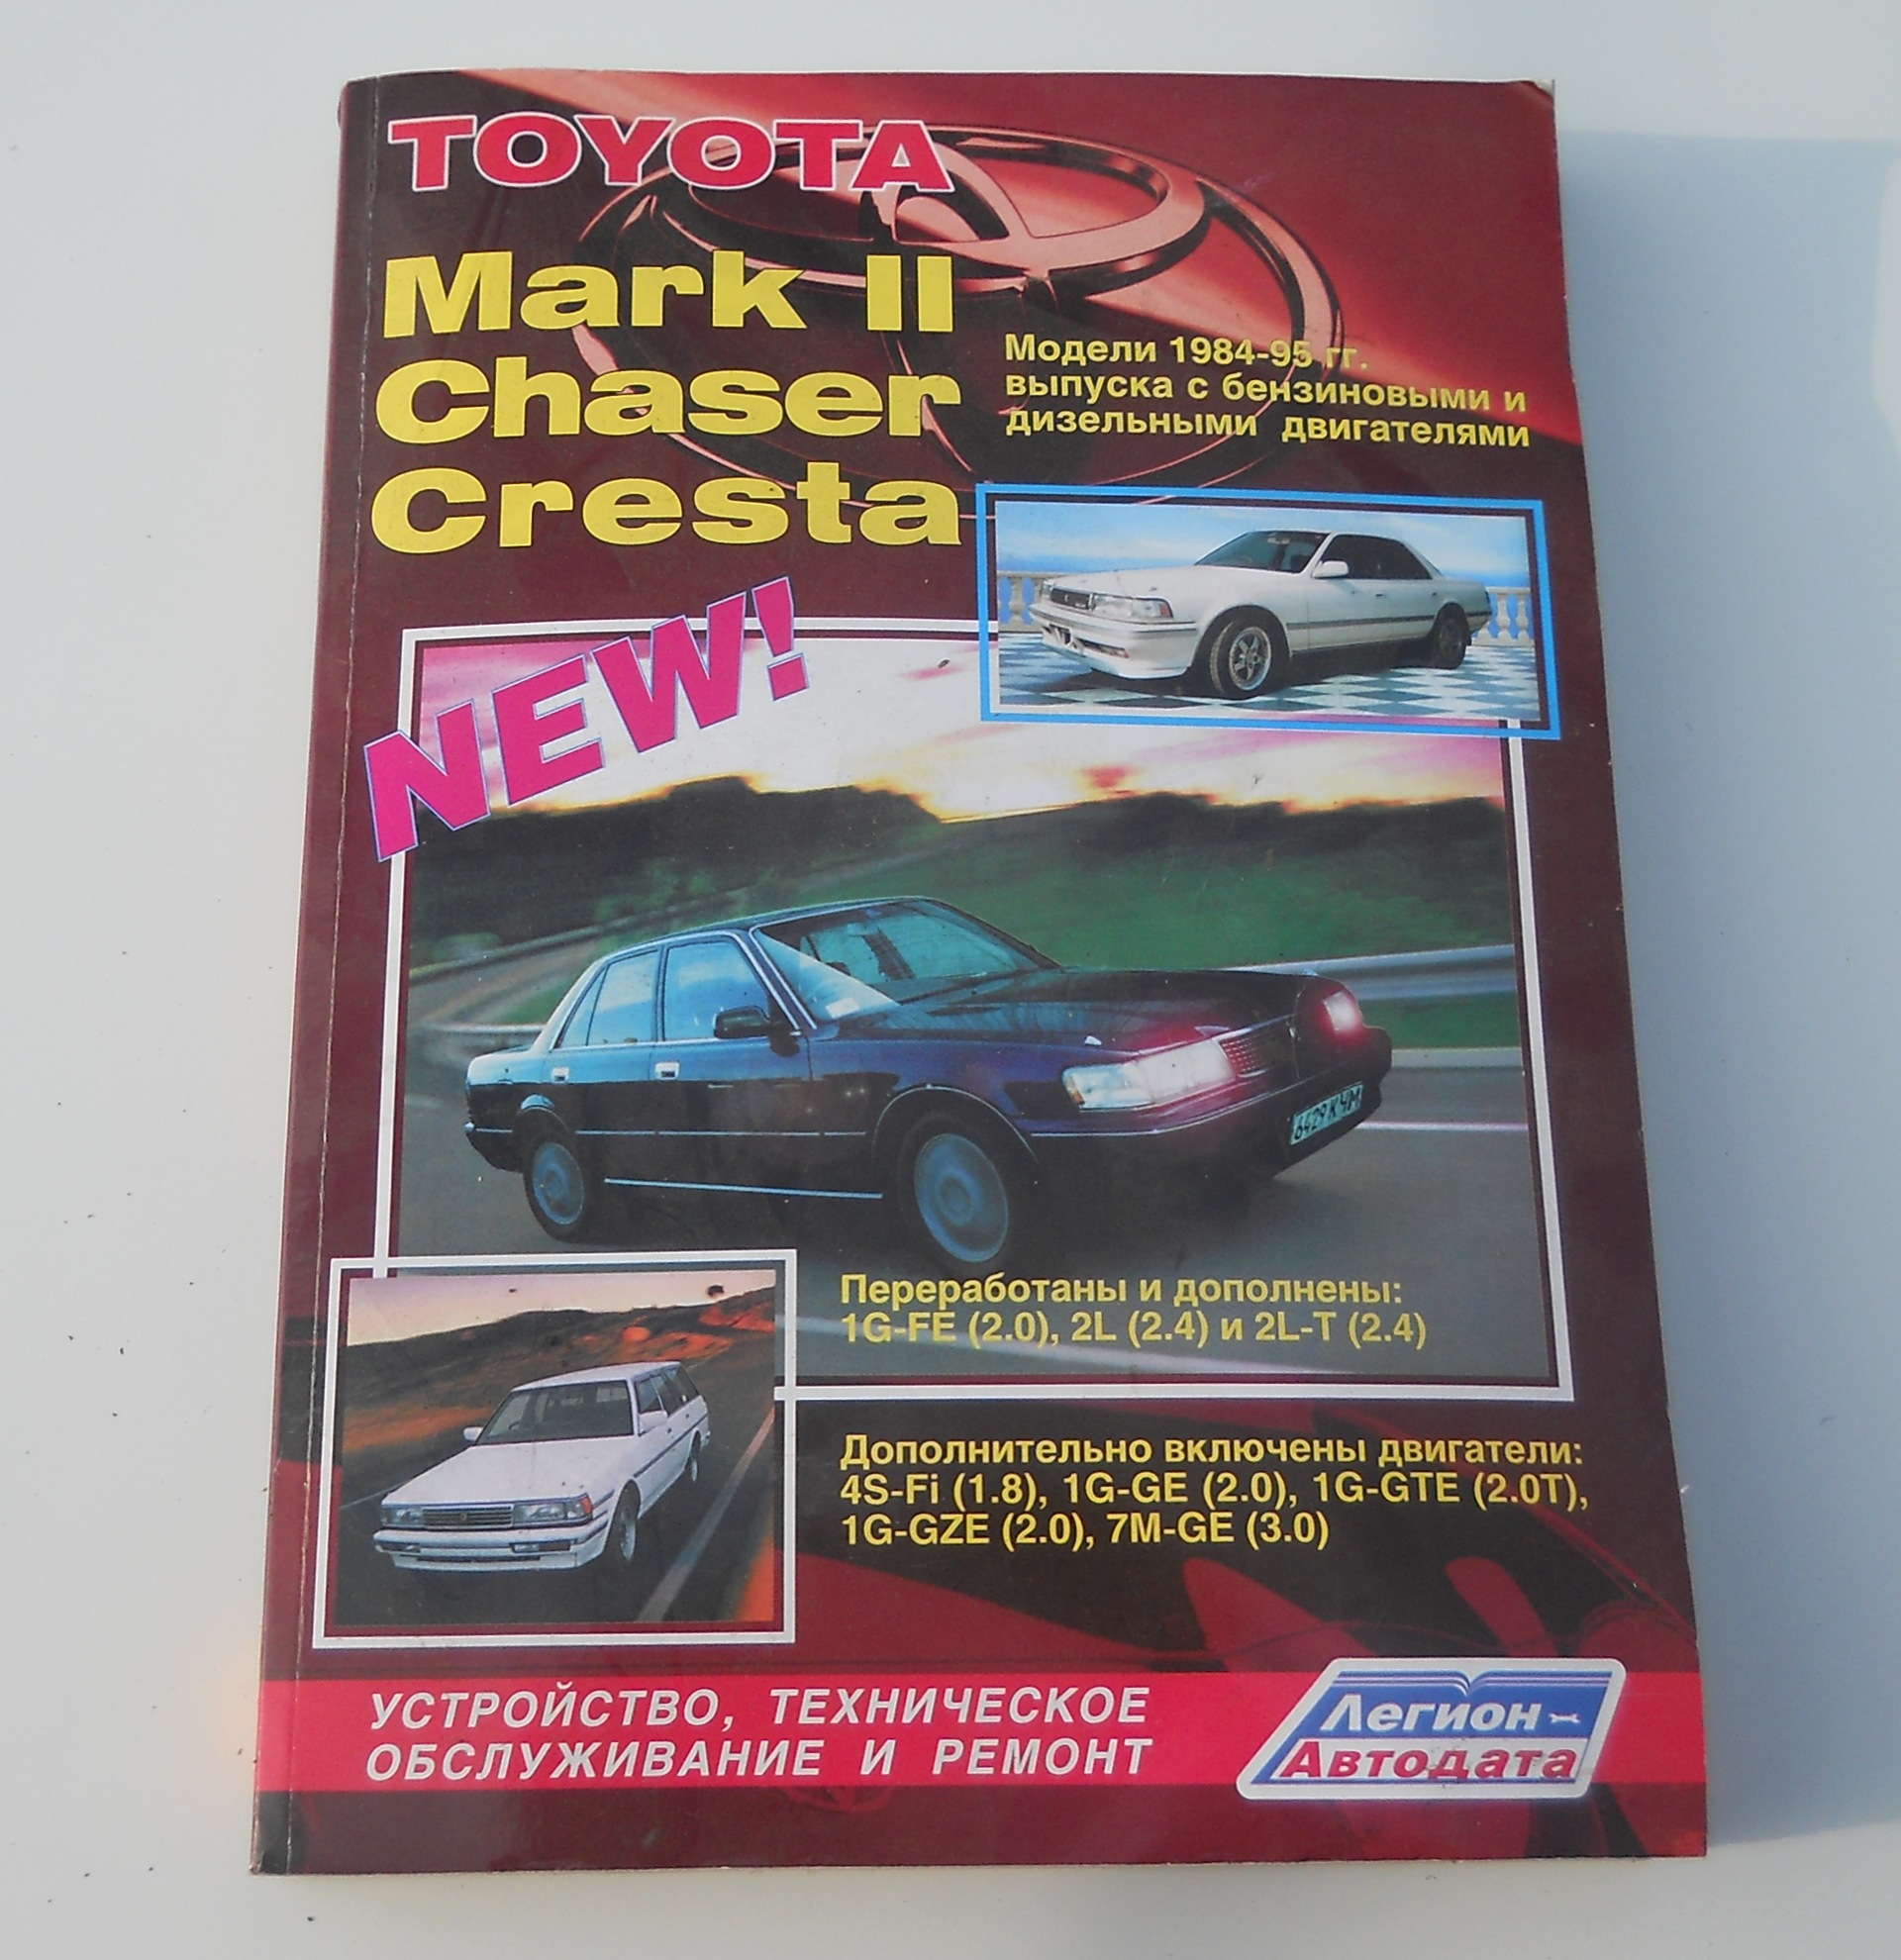 TOYOTA
Mark II
Chaser
Cresta
Модели 1984-95 гг.
выпуска с бензиновыми и
дизельными двигателями
NEW!
Переработаны и дополнены:
1G-FE (2.0), 2L (2.4) и 2L-T (2.4)
Дополнительно включены двигатели:
4S-Fi (1.8), 1G-GE (2.0), 1G-GTE (2.0T),
1G-GZE (2.0), 7M-GE (3.0)
УСТРОЙСТВО, ТЕХНИЧЕСКОЕ
ОБСЛУЖИВАНИЕ И РЕМОНТ
Легион-
Автодата